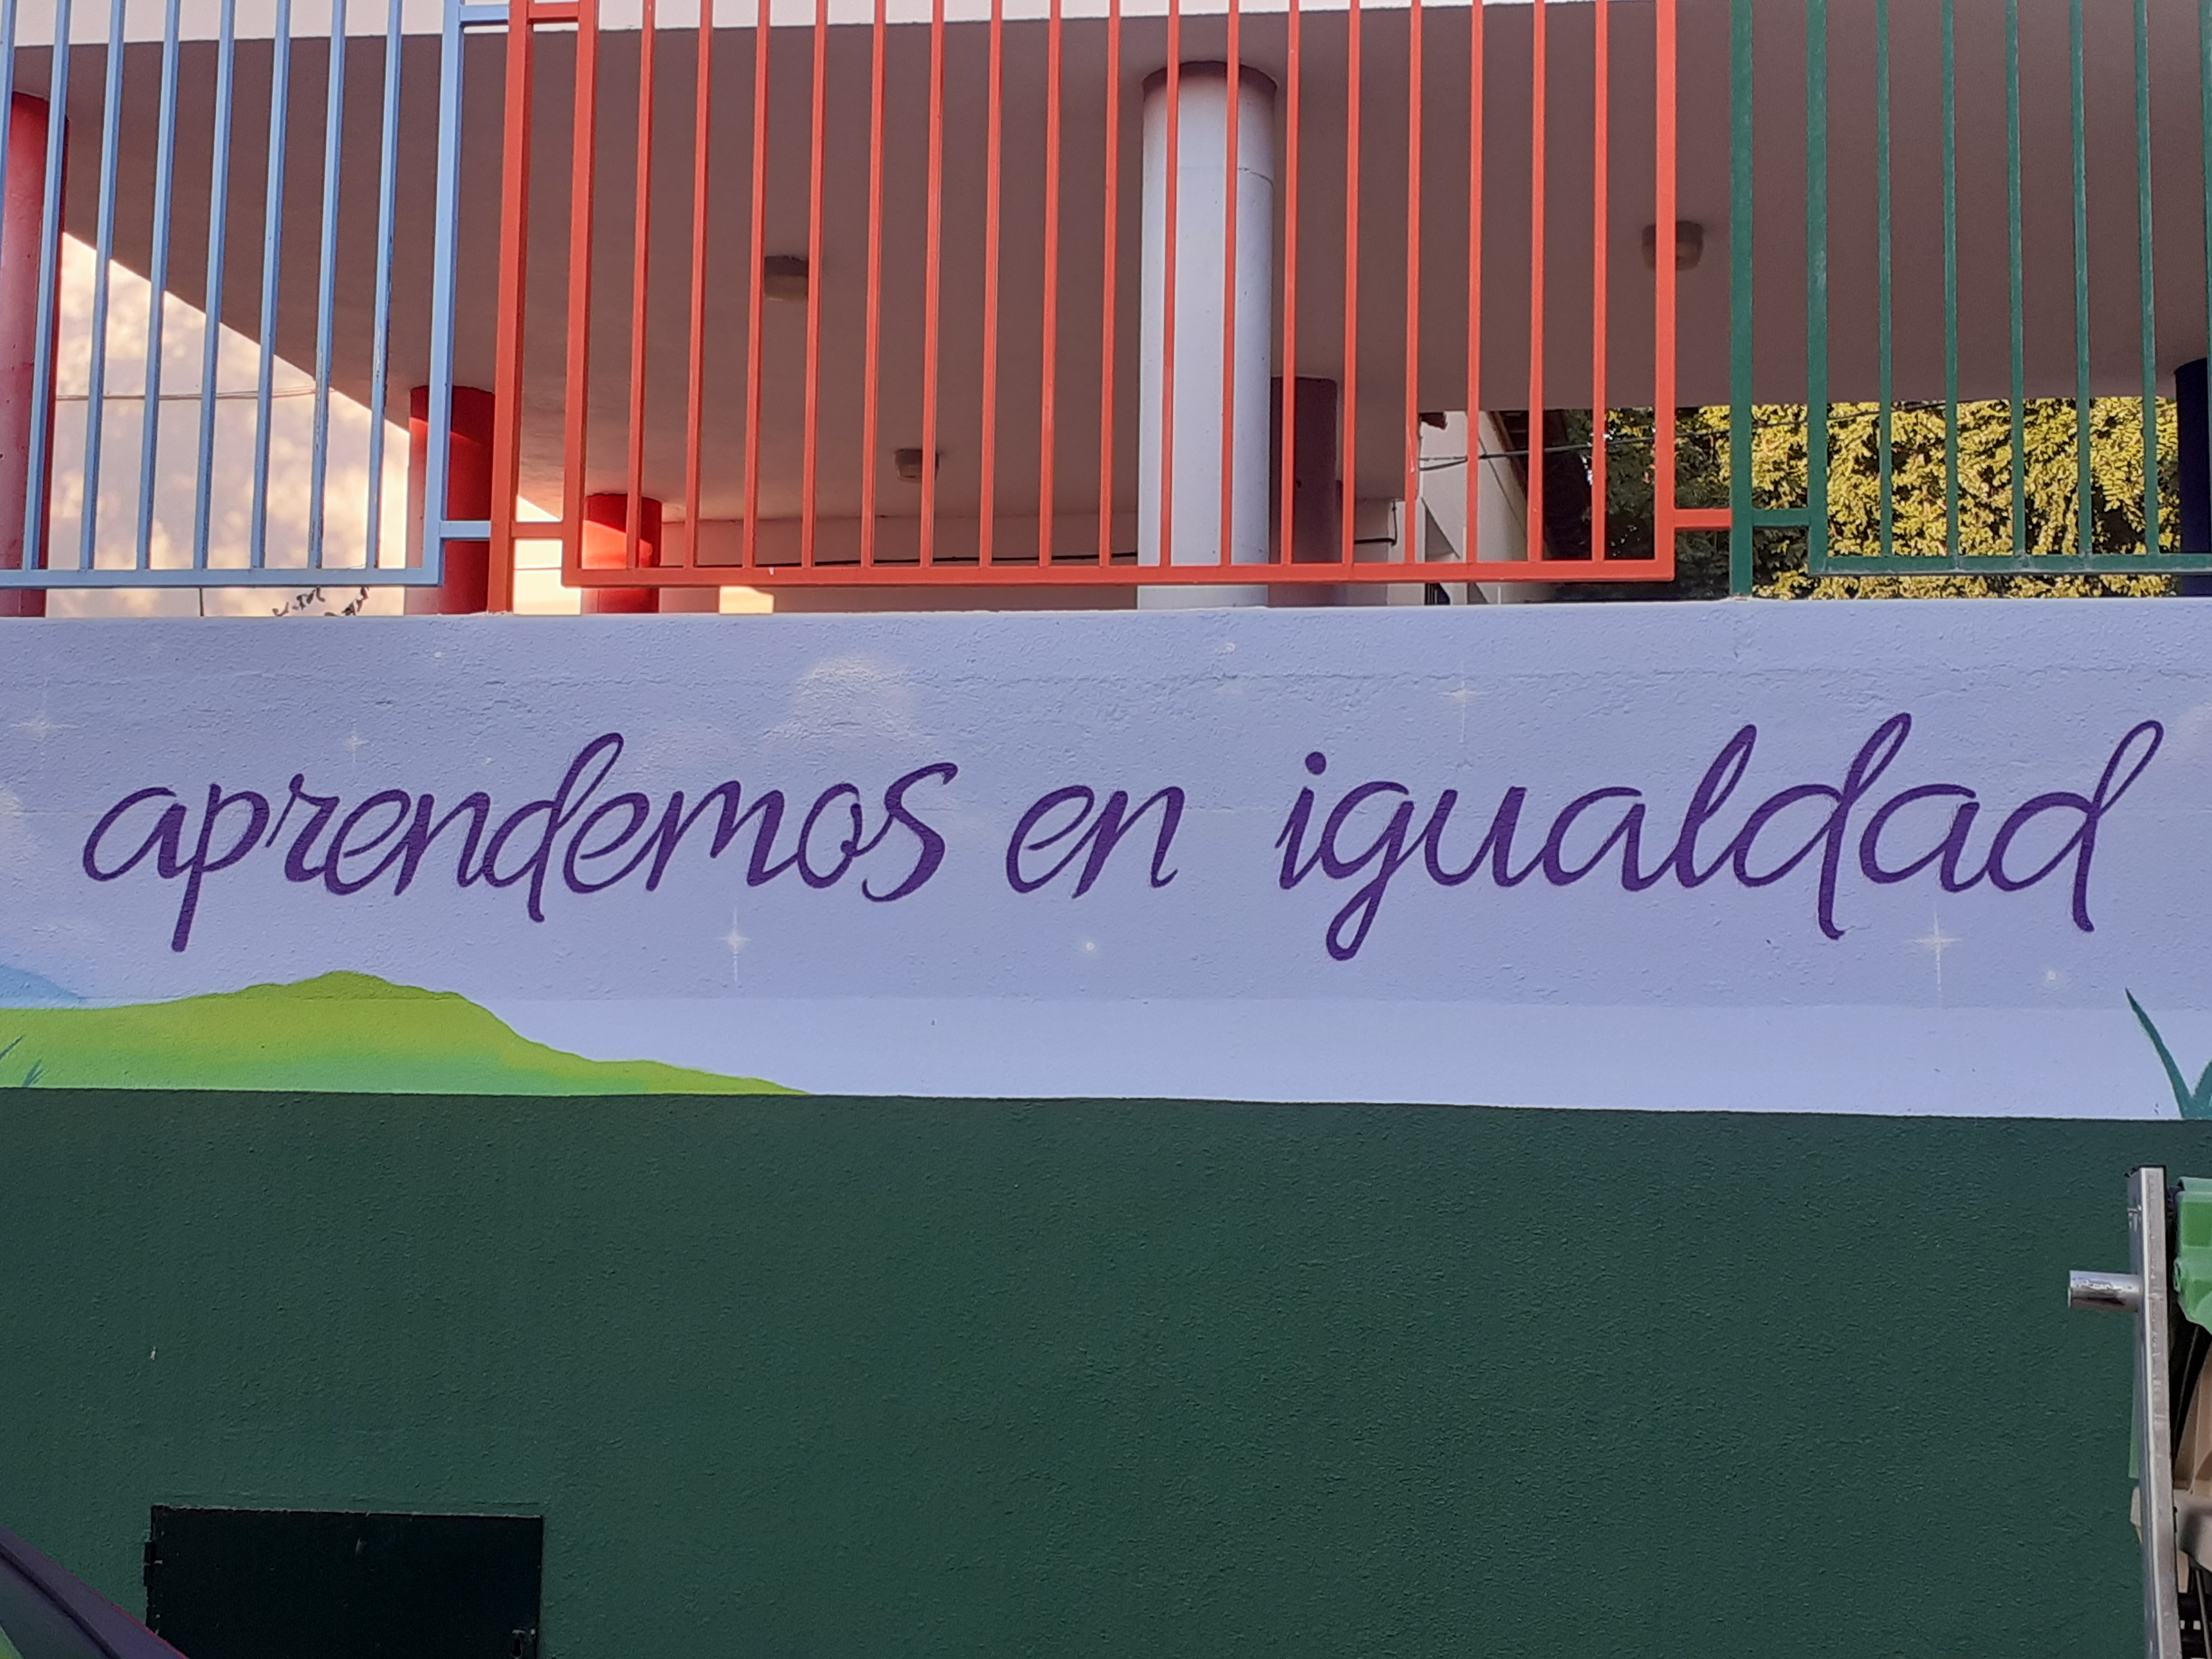 aprendemos en igualdad